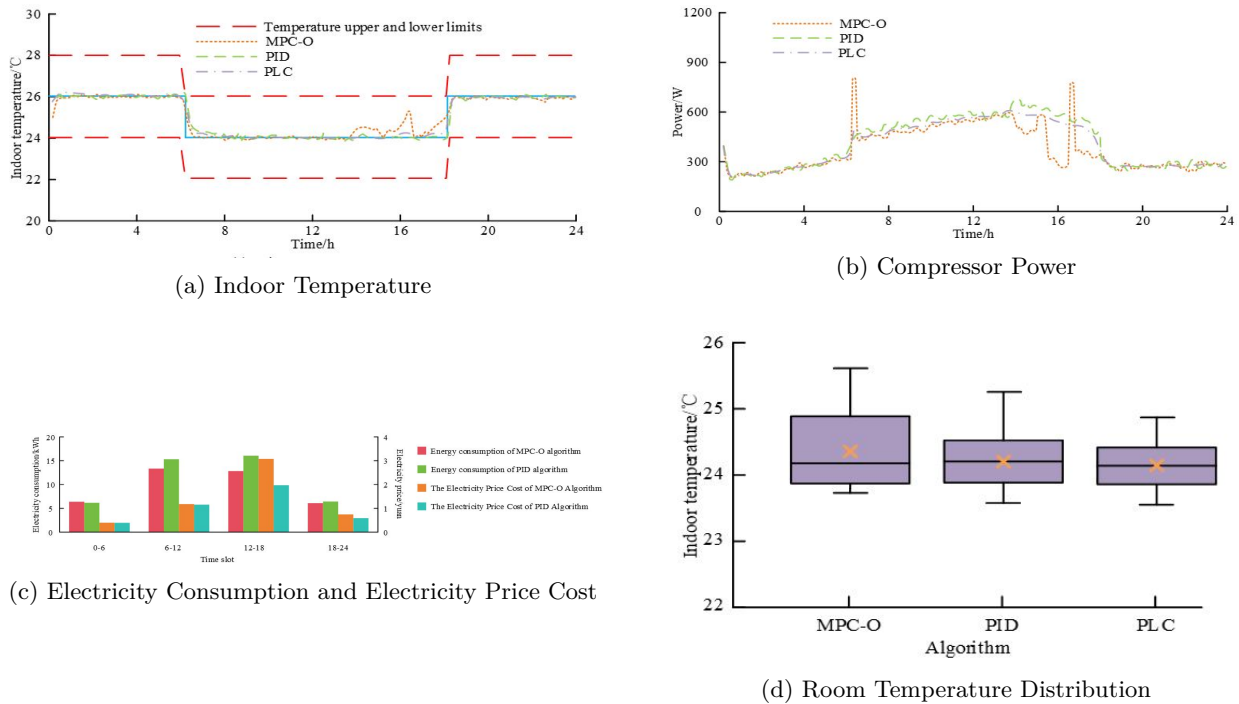 30
28
26
24
22
20
Indoor temperature/℃
Temperature upper and lower limits
MPC-O
PID
PLC
0 4 8 12 16 20 24
Time/h
(a) Indoor Temperature
1200
900
600
300
0
Power/W
MPC-O
PID
PLC
0 4 8 12 16 20 24
Time/h
(b) Compressor Power
20
15
10
5
0
Electricity consumption/kWh
4
3
2
1
0
Electricity price/yuan
Energy consumption of MPC-O algorithm
Energy consumption of PID algorithm
The Electricity Price Cost of MPC-O Algorithm
The Electricity Price Cost of PID Algorithm
0-6 6-12 12-18 18-24
Time slot
(c) Electricity Consumption and Electricity Price Cost
26
25
24
23
22
Indoor temperature/℃
MPC-O PID PLC
Algorithm
(d) Room Temperature Distribution